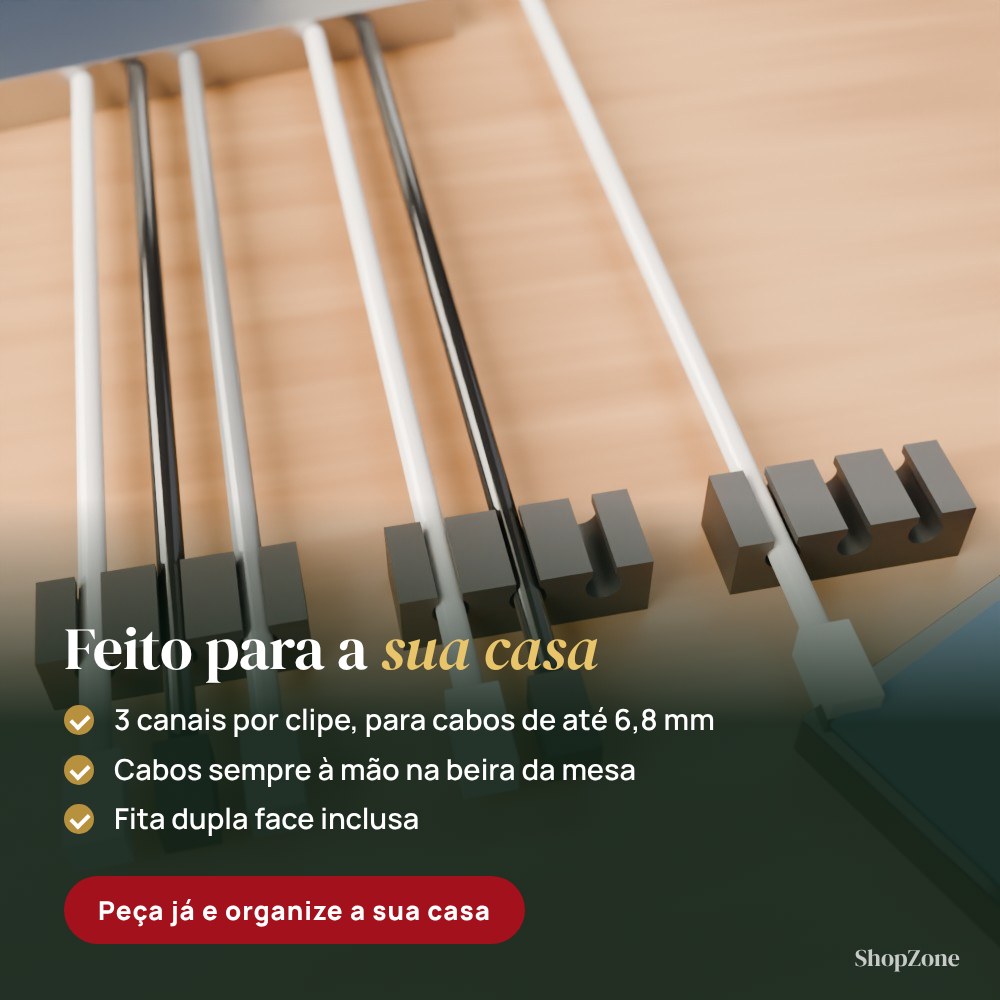 Feito para a sua casa
3 canais por clipe, para cabos de até 6,8 mm
Cabos sempre à mão na beira da mesa
Fita dupla face inclusa
Peça já e organize a sua casa
ShopZone